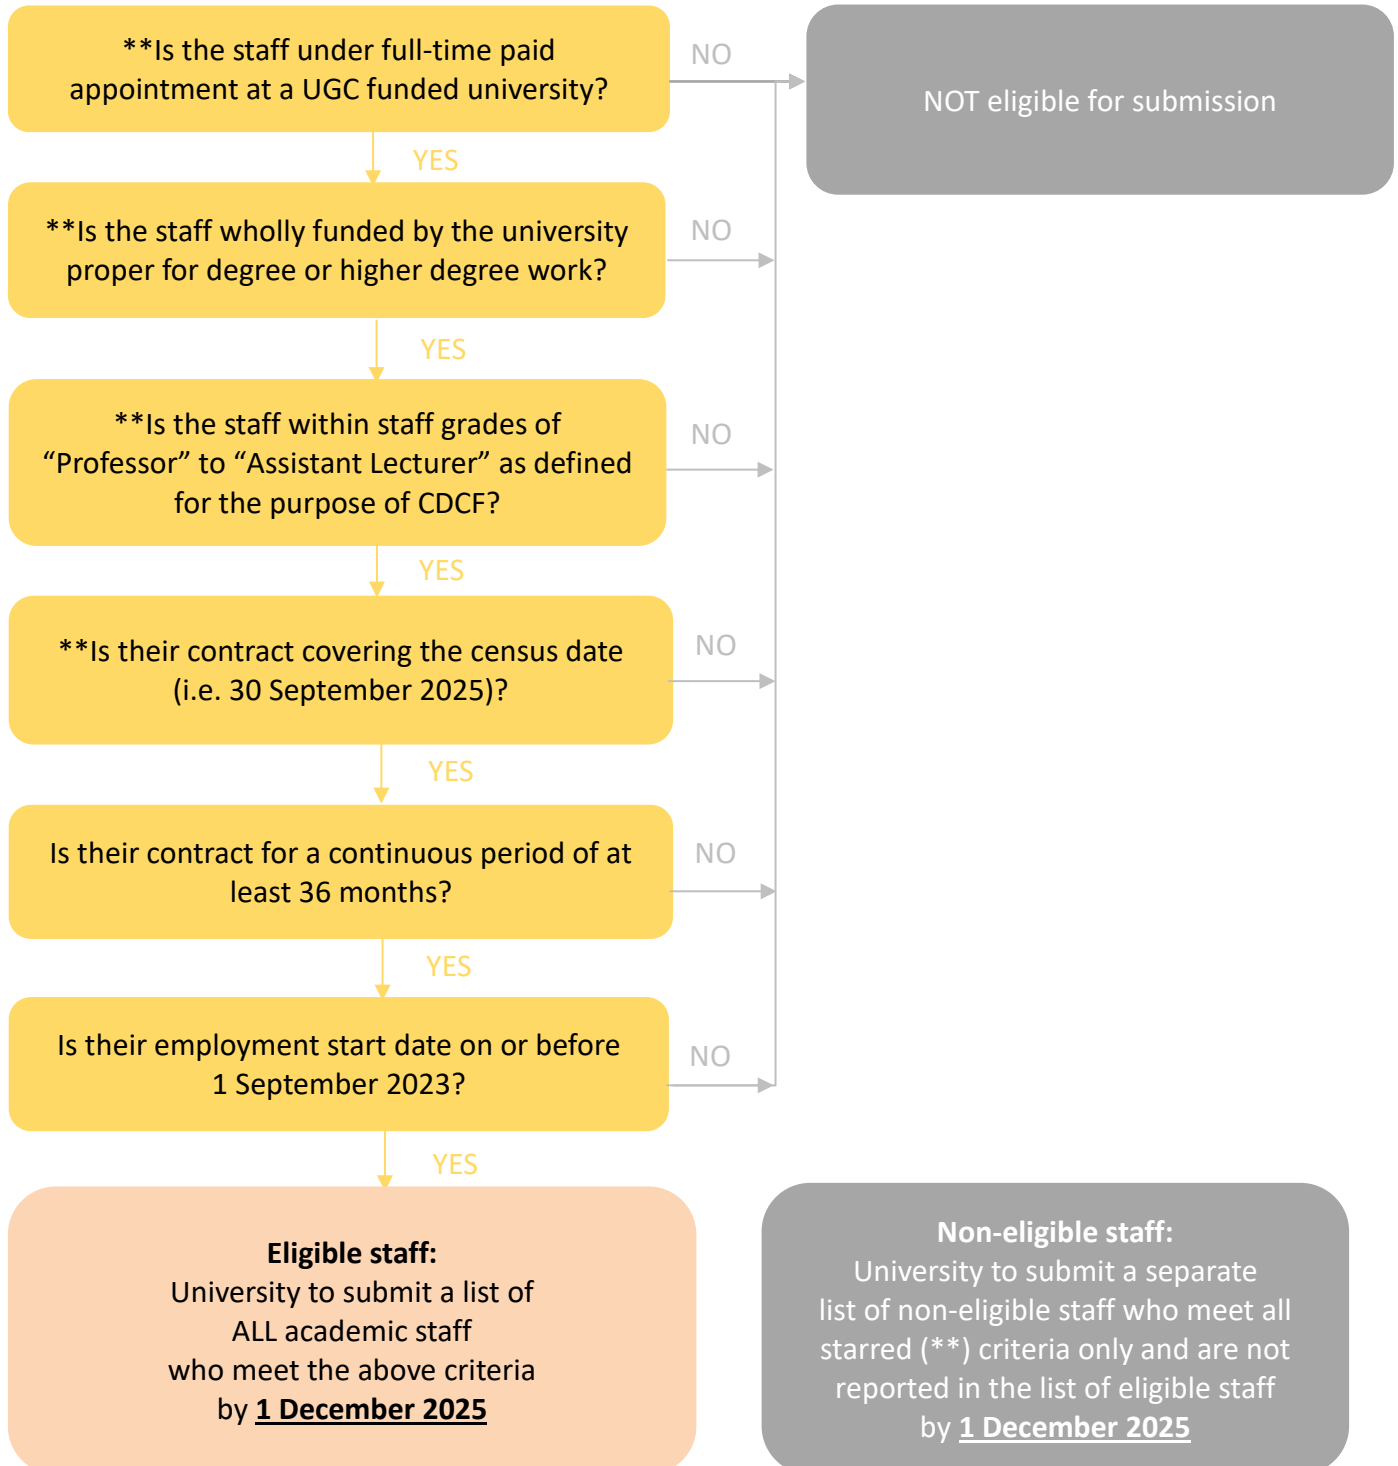 **Is the staff under full-time paid
appointment at a UGC funded university?
NO
NOT eligible for submission
YES
**Is the staff wholly funded by the university
proper for degree or higher degree work?
NO
YES
**Is the staff within staff grades of
“Professor” to “Assistant Lecturer” as defined
for the purpose of CDCF?
NO
YES
**Is their contract covering the census date
(i.e. 30 September 2025)?
NO
YES
Is their contract for a continuous period of at
least 36 months?
NO
YES
Is their employment start date on or before
1 September 2023?
NO
YES
Eligible staff:
University to submit a list of
ALL academic staff
who meet the above criteria
by 1 December 2025
Non-eligible staff:
University to submit a separate
list of non-eligible staff who meet all
starred (**) criteria only and are not
reported in the list of eligible staff
by 1 December 2025